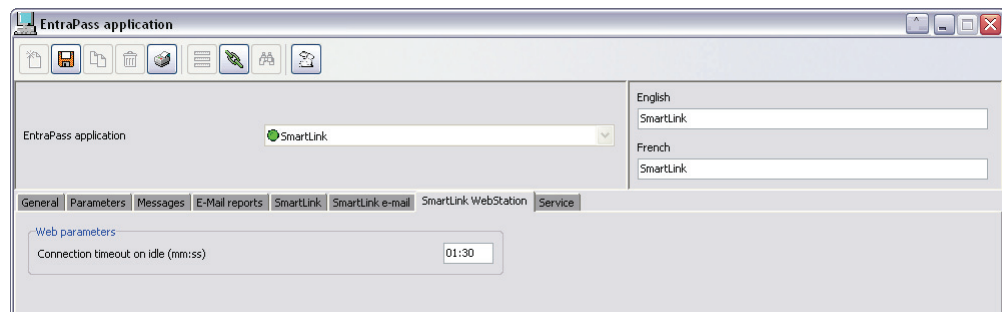 EntraPass application
English
SmartLink
EntraPass application
SmartLink
French
SmartLink
General Parameters Messages E-Mail reports SmartLink SmartLink e-mail SmartLink WebStation Service
Web parameters
Connection timeout on idle (mm:ss) 01:30